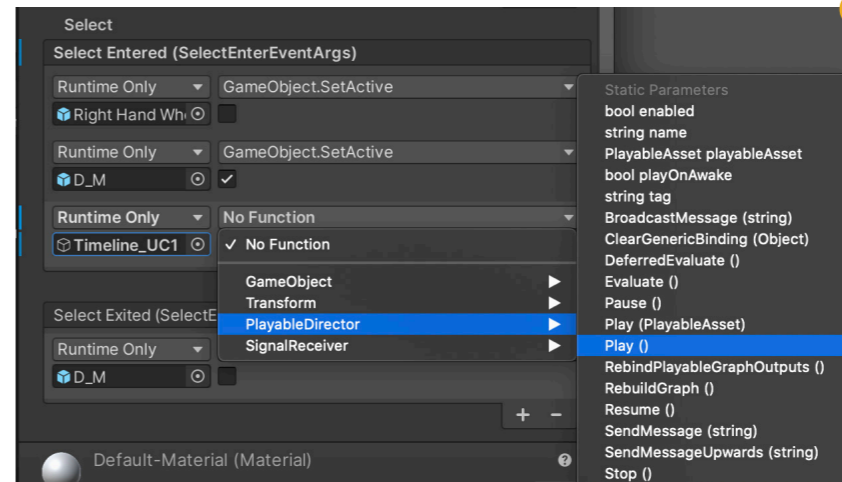 Select
Select Entered (SelectEnterEventArgs)
Runtime Only GameObject.SetActive
Right Hand Wh
Runtime Only GameObject.SetActive
D_M
Runtime Only No Function
Timeline_UC1
✓ No Function
GameObject
Transform
PlayableDirector
SignalReceiver
Select Exited (SelectE
Runtime Only
D_M
+ −
Default-Material (Material)
Static Parameters
bool enabled
string name
PlayableAsset playableAsset
bool playOnAwake
string tag
BroadcastMessage (string)
ClearGenericBinding (Object)
DeferredEvaluate ()
Evaluate ()
Pause ()
Play (PlayableAsset)
Play ()
RebindPlayableGraphOutputs ()
RebuildGraph ()
Resume ()
SendMessage (string)
SendMessageUpwards (string)
Stop ()